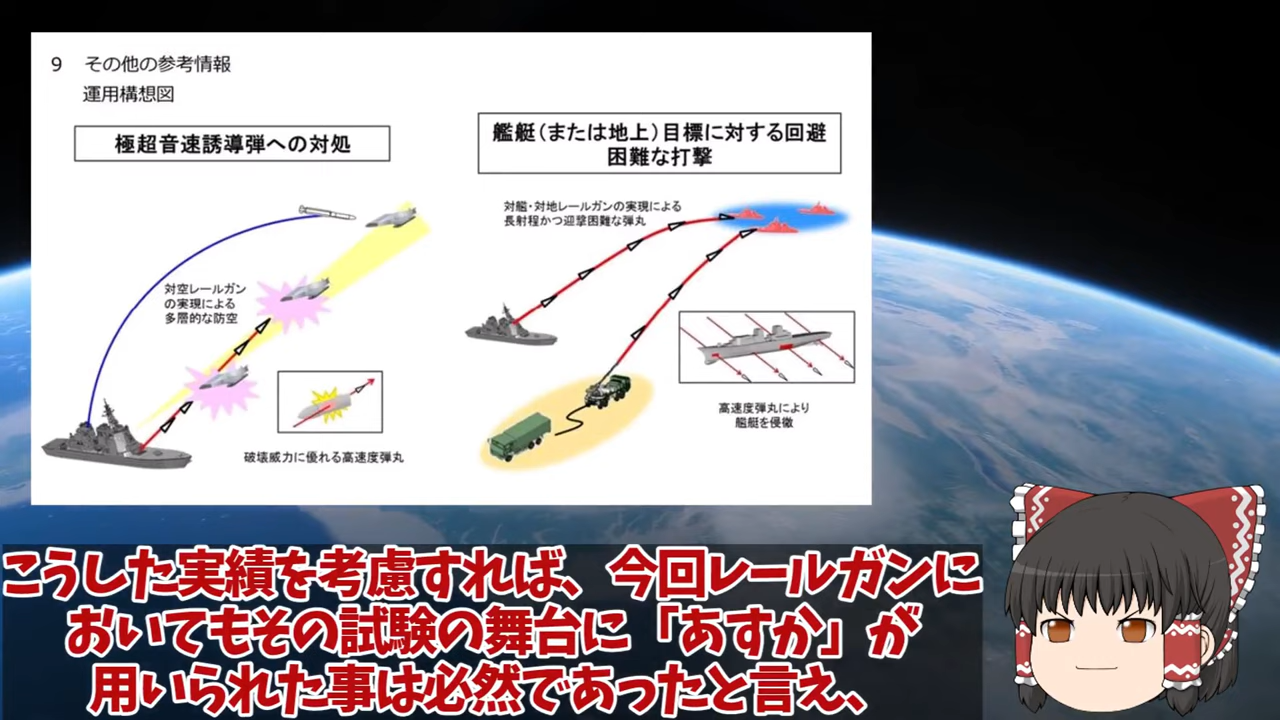 9 その他の参考情報
運用構想図
極超音速誘導弾への対処
対空レールガン
の実現による
多層的な防空
破壊威力に優れる高速度弾丸
艦艇(または地上)目標に対する回避
困難な打撃
対艦・対地レールガンの実現による
長射程かつ迎撃困難な弾丸
高速度弾丸により
艦艇を侵徹
こうした実績を考慮すれば、今回レールガンに
おいてもその試験の舞台に「あすか」が
用いられた事は必然であったと言え、